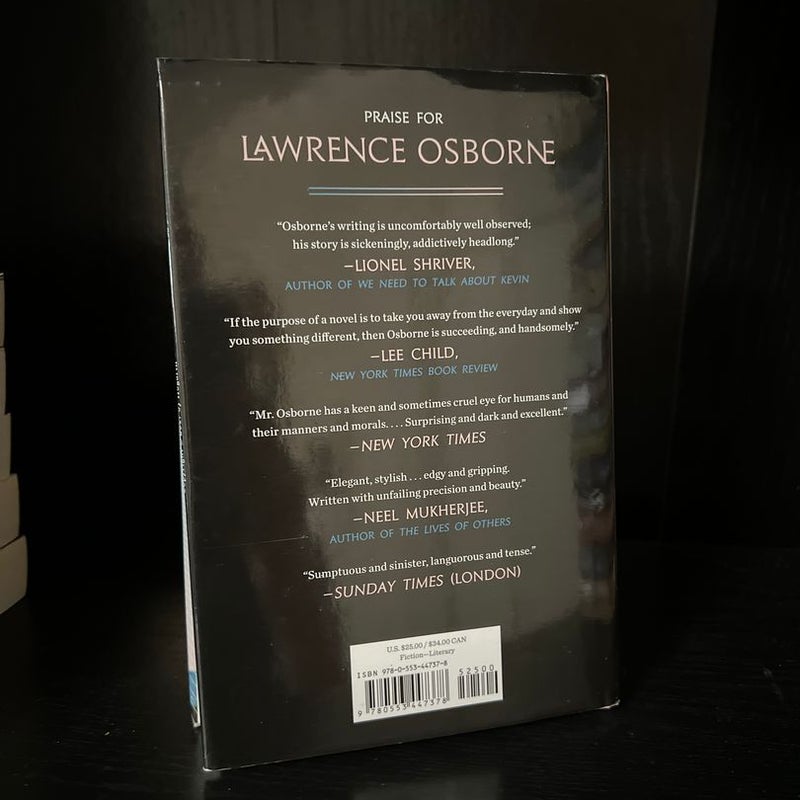 PRAISE FOR
LAWRENCE OSBORNE
“Osborne’s writing is uncomfortably well observed;
his story is sickeningly, addictively headlong.”
—LIONEL SHRIVER,
AUTHOR OF WE NEED TO TALK ABOUT KEVIN
“If the purpose of a novel is to take you away from the everyday and show
you something different, then Osborne is succeeding, and handsomely.”
—LEE CHILD,
NEW YORK TIMES BOOK REVIEW
“Mr. Osborne has a keen and sometimes cruel eye for humans and
their manners and morals. . . . Surprising and dark and excellent.”
—NEW YORK TIMES
“Elegant, stylish . . . edgy and gripping.
Written with unfailing precision and beauty.”
—NEEL MUKHERJEE,
AUTHOR OF THE LIVES OF OTHERS
“Sumptuous and sinister, languorous and tense.”
—SUNDAY TIMES (LONDON)
U.S. $25.00 / $34.00 CAN
Fiction—Literary
ISBN 978-0-553-44737-8
52500
9 780553 447378